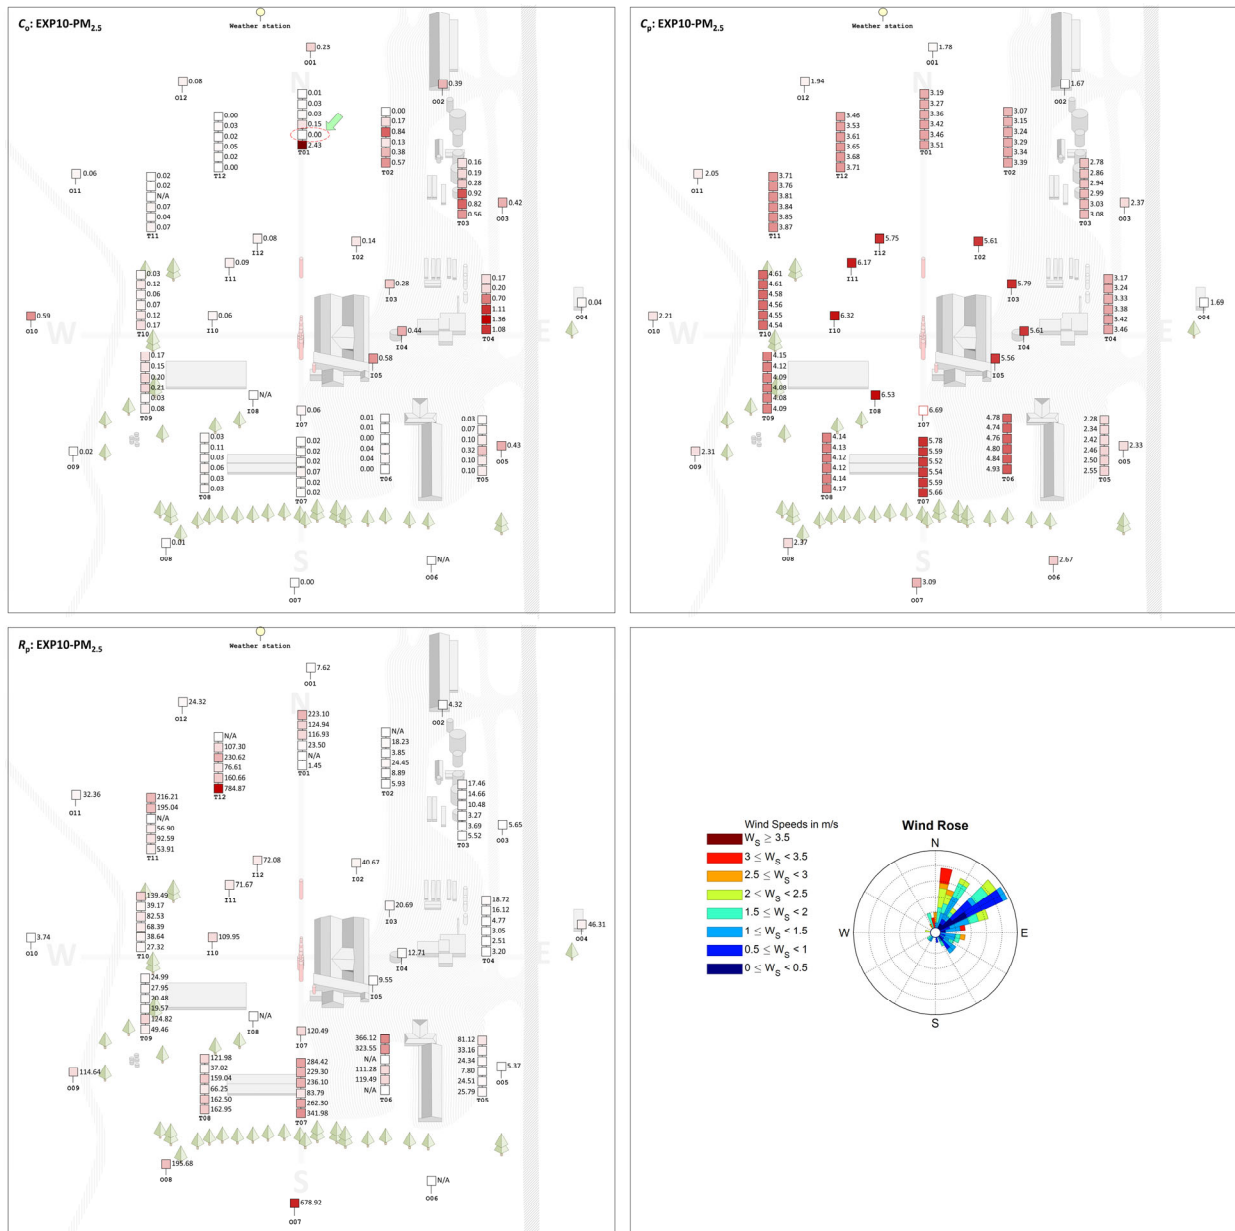 Co: EXP10-PM2.5
Weather station
0.23
O01
0.08
O12
0.39
O02
N
0.01
0.03
0.03
0.15
0.00
2.43
T01
0.00
0.17
0.84
0.13
0.38
0.57
T02
0.00
0.03
0.02
0.05
0.02
0.00
T12
0.16
0.19
0.28
0.92
0.82
0.56
T03
0.06
O11
0.02
0.02
N/A
0.07
0.04
0.07
T11
0.42
O03
0.08
I12
0.14
I02
0.09
I11
0.28
I03
0.03
0.12
0.06
0.07
0.12
0.17
T10
0.17
0.20
0.70
1.11
1.36
1.08
T04
0.04
O04
0.59
O10
W
0.06
I10
0.44
I04
E
0.58
I05
0.17
0.15
0.20
0.21
0.03
0.08
T09
N/A
I08
0.06
I07
0.01
0.01
0.00
0.04
0.04
0.00
T06
0.03
0.07
0.10
0.32
0.10
0.10
T05
0.43
O05
0.02
O09
0.03
0.11
0.03
0.06
0.03
0.03
T08
0.02
0.02
0.02
0.07
0.02
0.02
T07
0.01
O08
S
N/A
O06
0.00
O07
Cp: EXP10-PM2.5
Weather station
1.78
O01
1.94
O12
1.67
O02
3.19
3.27
3.36
3.42
3.46
3.51
T01
3.07
3.15
3.24
3.29
3.34
3.39
T02
3.46
3.53
3.61
3.65
3.68
3.71
T12
2.78
2.86
2.94
2.99
3.03
3.08
T03
2.05
O11
3.71
3.76
3.81
3.84
3.85
3.87
T11
2.37
O03
5.75
I12
5.61
I02
6.17
I11
5.79
I03
4.61
4.61
4.58
4.56
4.55
4.54
T10
3.17
3.24
3.33
3.38
3.42
3.46
T04
1.69
O04
2.21
O10
W
6.32
I10
5.61
I04
E
5.56
I05
4.15
4.12
4.09
4.08
4.08
4.09
T09
6.53
I08
6.69
I07
4.78
4.74
4.76
4.80
4.84
4.93
T06
2.28
2.34
2.42
2.46
2.50
2.55
T05
2.33
O05
2.31
O09
4.14
4.13
4.12
4.12
4.14
4.17
T08
5.78
5.59
5.52
5.54
5.59
5.66
T07
2.37
O08
S
2.67
O06
3.09
O07
Rp: EXP10-PM2.5
Weather station
7.62
O01
24.32
O12
4.32
O02
N
223.10
124.94
116.93
23.50
N/A
1.45
T01
N/A
18.23
3.85
24.45
8.89
5.93
T02
N/A
107.30
230.62
76.61
160.66
784.87
T12
17.46
14.66
10.48
3.27
3.69
5.52
T03
32.36
O11
216.21
195.04
N/A
56.90
92.59
53.91
T11
5.65
O03
72.08
I12
40.67
I02
71.67
I11
20.69
I03
139.49
39.17
82.53
68.39
38.64
27.32
T10
18.72
16.12
4.77
3.05
2.51
3.20
T04
46.31
O04
3.74
O10
W
109.95
I10
12.71
I04
E
9.55
I05
24.99
27.95
20.48
19.57
124.82
49.46
T09
N/A
I08
120.49
I07
366.12
323.55
N/A
111.28
119.49
N/A
T06
81.12
33.16
24.34
7.80
24.51
25.79
T05
5.37
O05
114.64
O09
121.98
37.02
159.04
66.25
162.50
162.95
T08
284.42
229.30
236.10
83.79
262.30
341.98
T07
195.68
O08
S
N/A
O06
678.92
O07
Wind Speeds in m/s
WS ≥ 3.5
3 ≤ WS < 3.5
2.5 ≤ WS < 3
2 ≤ WS < 2.5
1.5 ≤ WS < 2
1 ≤ WS < 1.5
0.5 ≤ WS < 1
0 ≤ WS < 0.5
Wind Rose
N
W
E
S